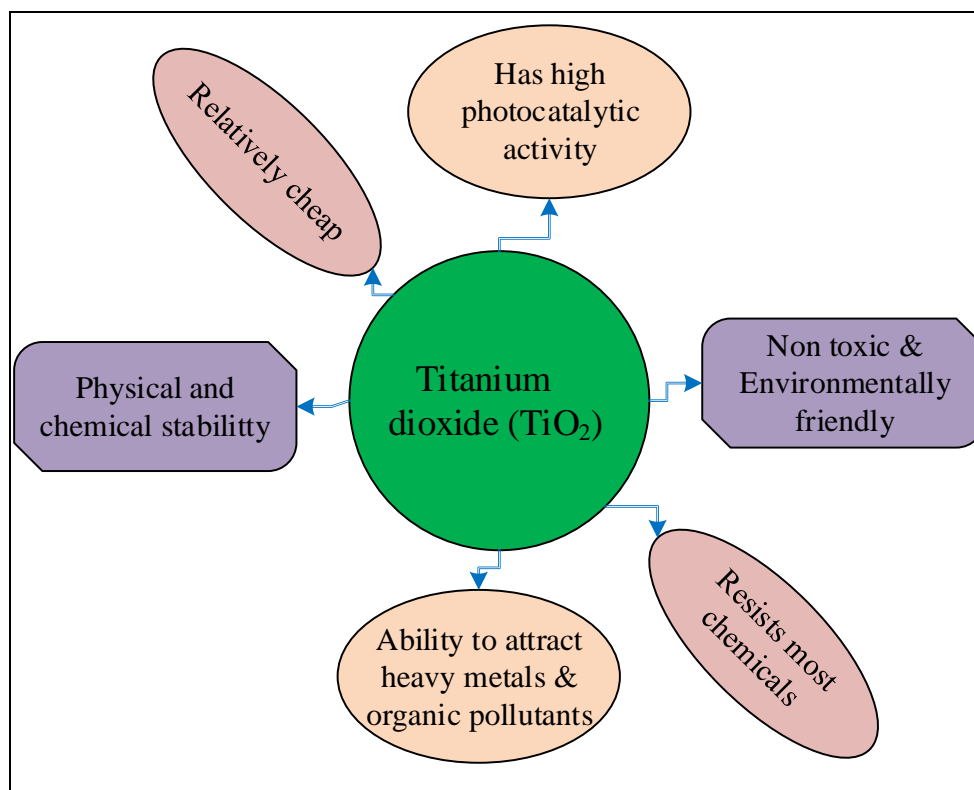 Has high
photocatalytic
activity
Relatively cheap
Non toxic &
Environmentally
friendly
Titanium
dioxide (TiO₂)
Physical and
chemical stabilitty
Resists most
chemicals
Ability to attract
heavy metals &
organic pollutants